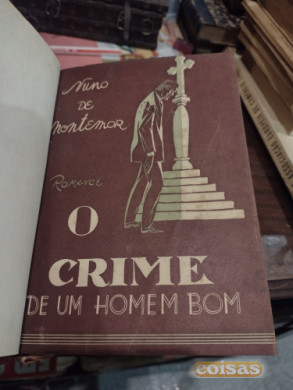 Nuno
DE
Montemor
Romance
O
CRIME
DE UM HOMEM BOM
coisas